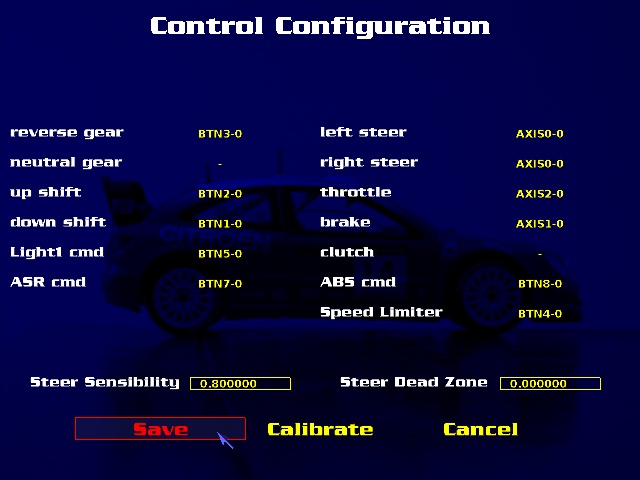 Control Configuration
reverse gear BTN3-0 left steer AXIS0-0
neutral gear - right steer AXIS0-0
up shift BTN2-0 throttle AXIS2-0
down shift BTN1-0 brake AXIS1-0
Light1 cmd BTN5-0 clutch -
ASR cmd BTN7-0 ABS cmd BTN8-0
Speed Limiter BTN4-0
Steer Sensibility 0.800000 Steer Dead Zone 0.000000
Save Calibrate Cancel
CITROEN